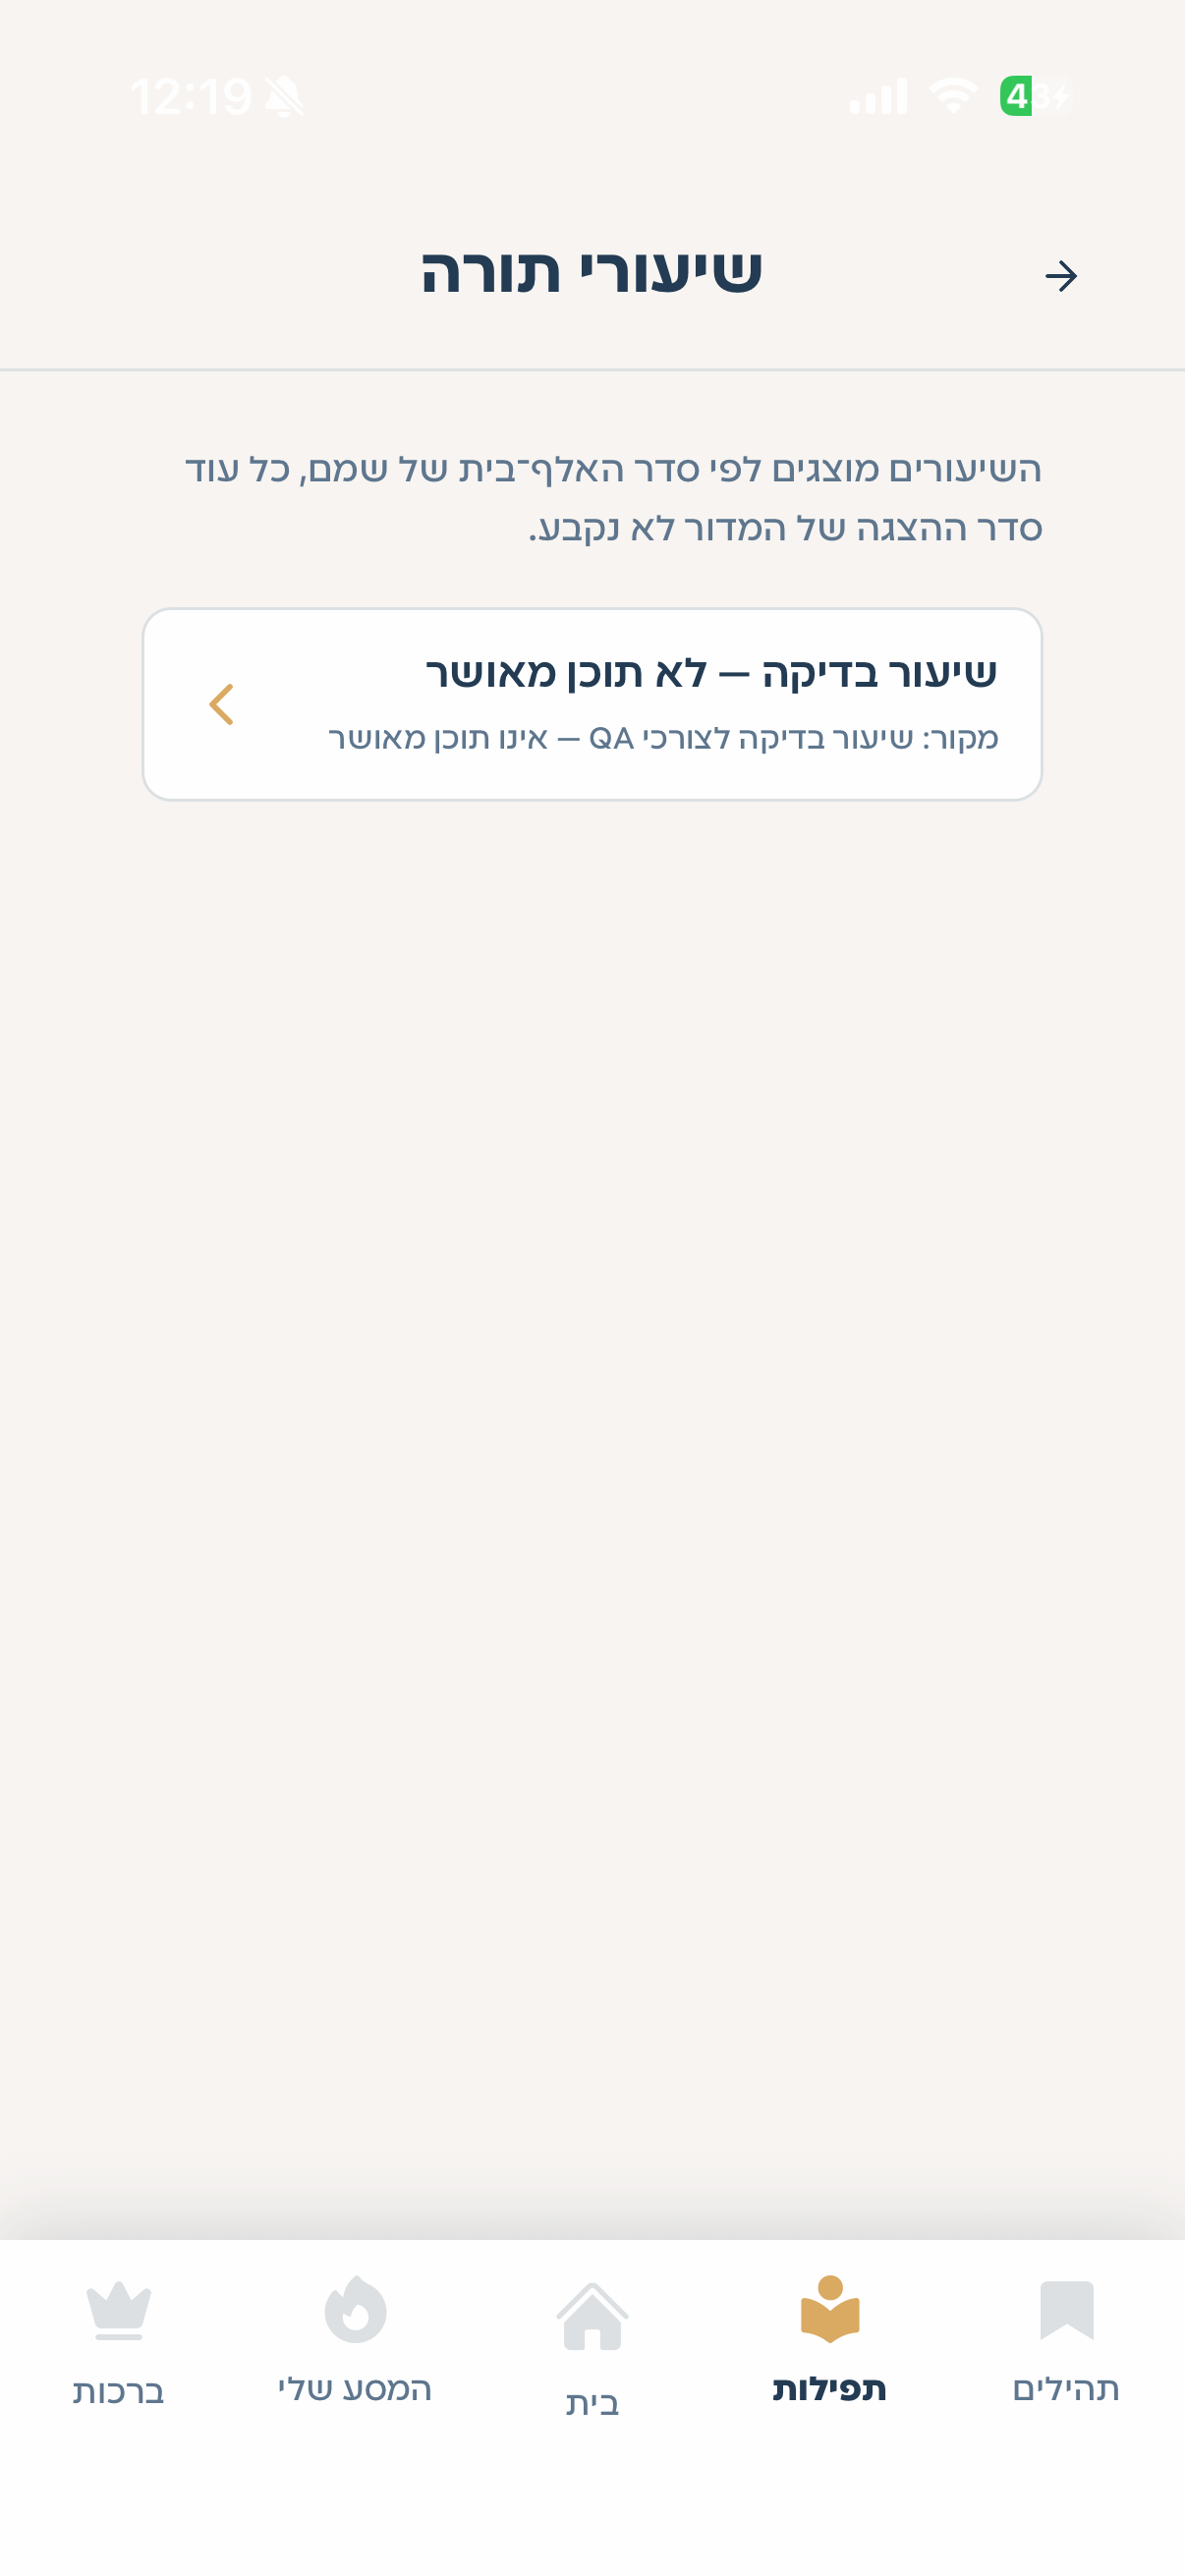 12:19
43
שיעורי תורה
השיעורים מוצגים לפי סדר האלף־בית של שמם, כל עוד
סדר ההצגה של המדור לא נקבע.
שיעור בדיקה — לא תוכן מאושר
מקור: שיעור בדיקה לצורכי QA — אינו תוכן מאושר
תהילים
תפילות
בית
המסע שלי
ברכות